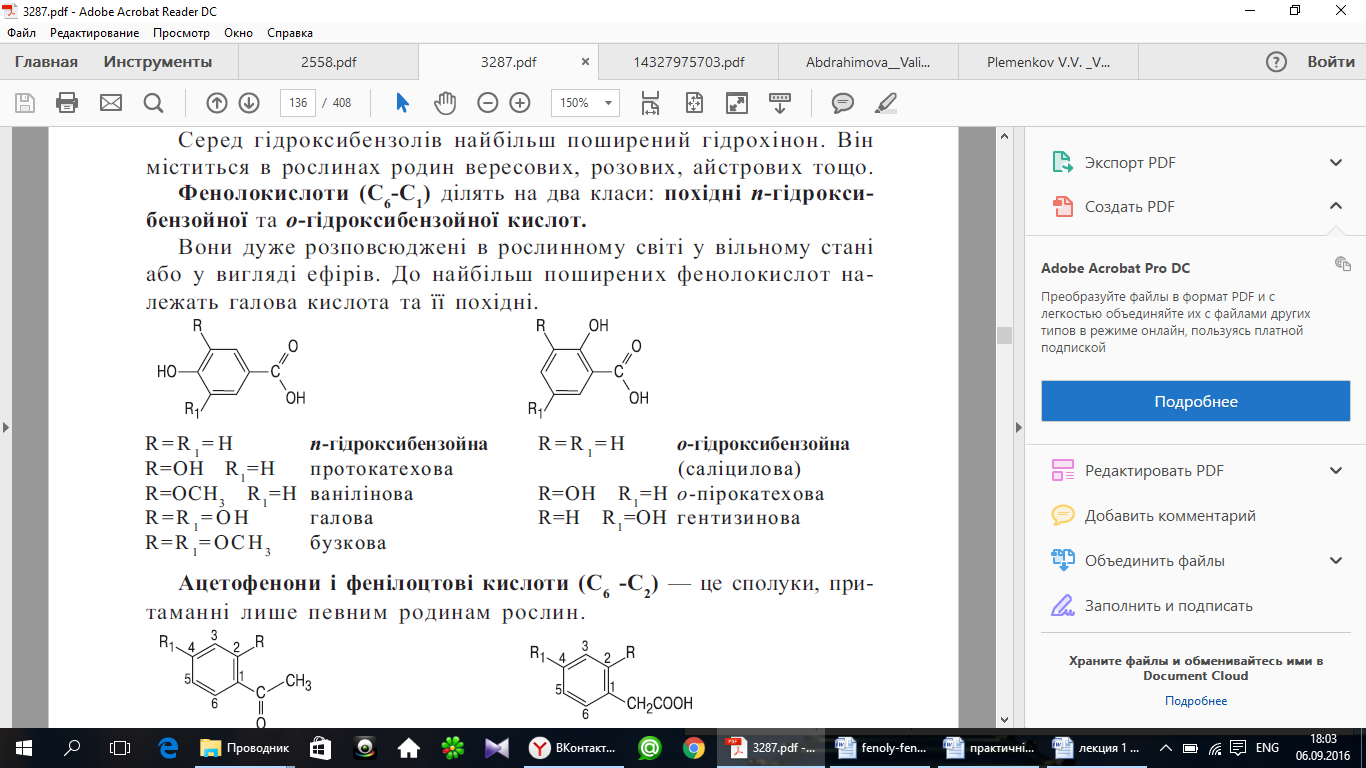 3287.pdf - Adobe Acrobat Reader DC
Файл Редактирование Просмотр Окно Справка
Главная Инструменты 2558.pdf 3287.pdf × 14327975703.pdf Abdrahimova__Vali... Plemenkov V.V. _V... ? Войти
136 / 408 150%
Серед гідроксибензолів найбільш поширений гідрохінон. Він
міститься в рослинах родин вересових, розових, айстрових тощо.
Фенолокислоти (C6-C1) ділять на два класи: похідні п-гідрокси-
бензойної та о-гідроксибензойної кислот.
Вони дуже розповсюджені в рослинному світі у вільному стані
або у вигляді ефірів. До найбільш поширених фенолокислот на-
лежать галова кислота та її похідні.
R HO R1 C O OH
R OH R1 C O OH
R=R1=H п-гідроксибензойна
R=OH R1=H протокатехова
R=OCH3 R1=H ванілінова
R=R1=OH галова
R=R1=OCH3 бузкова
R=R1=H о-гідроксибензойна
(саліцилова)
R=OH R1=H о-пірокатехова
R=H R1=OH гентизинова
Ацетофенони і фенілоцтові кислоти (C6 -C2) — це сполуки, при-
таманні лише певним родинам рослин.
R1 4 3 2 R 5 6 1 C CH3 O
R1 4 3 2 R 5 6 1 CH2COOH
Экспорт PDF
Создать PDF
Adobe Acrobat Pro DC
Преобразуйте файлы в формат PDF и с
легкостью объединяйте их с файлами других
типов в режиме онлайн, пользуясь платной
подпиской
Подробнее
Редактировать PDF
Добавить комментарий
Объединить файлы
Заполнить и подписать
Храните файлы и обменивайтесь ими в
Document Cloud
Подробнее
Проводник ВКонтакт... 3287.pdf -... fenoly-fen... практичні... лекция 1 ... ENG 18:03
06.09.2016